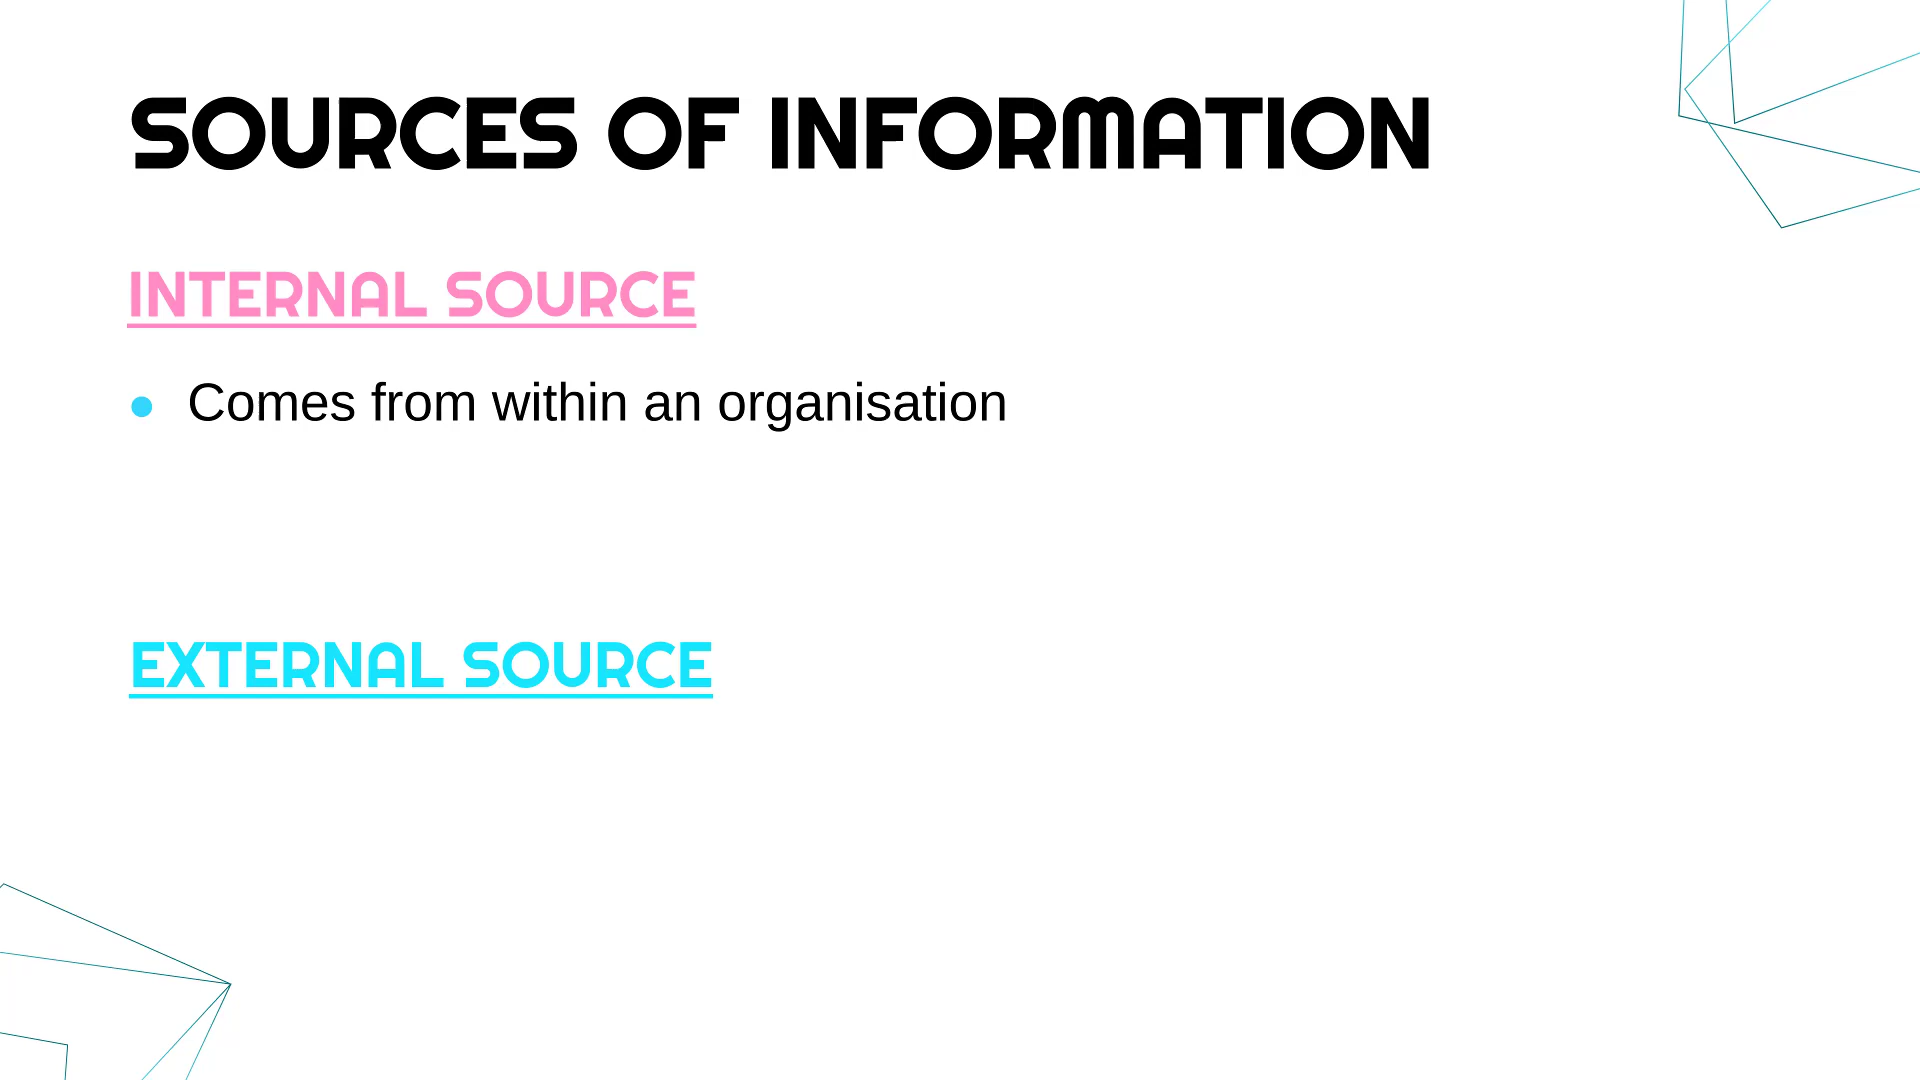 SOURCES OF INFORMATION
INTERNAL SOURCE
● Comes from within an organisation
EXTERNAL SOURCE